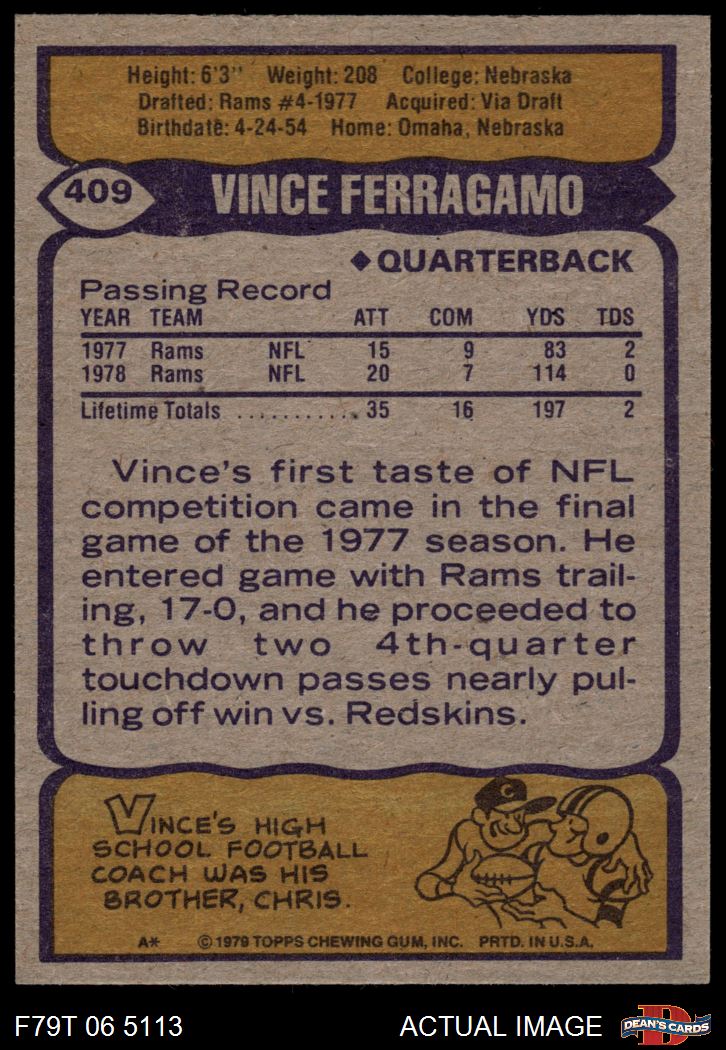 Height: 6'3" Weight: 208 College: Nebraska
Drafted: Rams #4-1977 Acquired: Via Draft
Birthdate: 4-24-54 Home: Omaha, Nebraska
409 VINCE FERRAGAMO
◆ QUARTERBACK
Passing Record
YEAR TEAM ATT COM YDS TDS
1977 Rams NFL 15 9 83 2
1978 Rams NFL 20 7 114 0
Lifetime Totals ........... 35 16 197 2
Vince's first taste of NFL
competition came in the final
game of the 1977 season. He
entered game with Rams trail-
ing, 17-0, and he proceeded to
throw two 4th-quarter
touchdown passes nearly pul-
ling off win vs. Redskins.
VINCE'S HIGH
SCHOOL FOOTBALL
COACH WAS HIS
BROTHER, CHRIS.
C
A* © 1979 TOPPS CHEWING GUM, INC. PRTD. IN U.S.A.
F79T 06 5113 ACTUAL IMAGE D DEAN'S CARDS